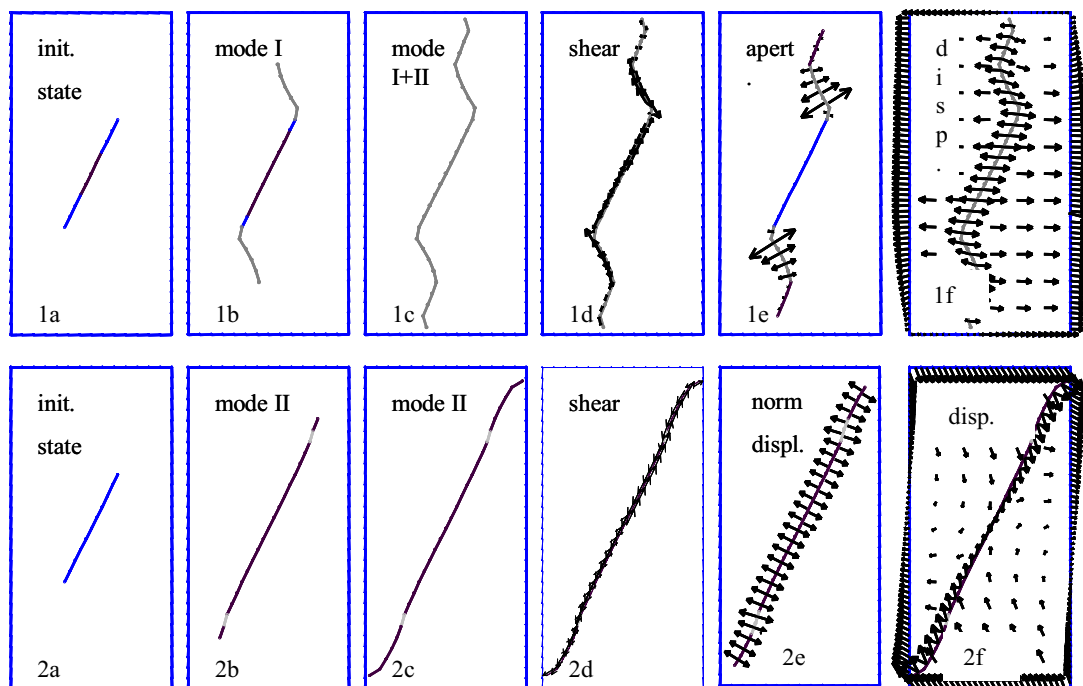 init.
state
1a
mode I
1b
mode
I+II
1c
shear
1d
apert
.
1e
d
i
s
p
.
1f
init.
state
2a
mode II
2b
mode II
2c
shear
2d
norm
displ.
2e
disp.
2f